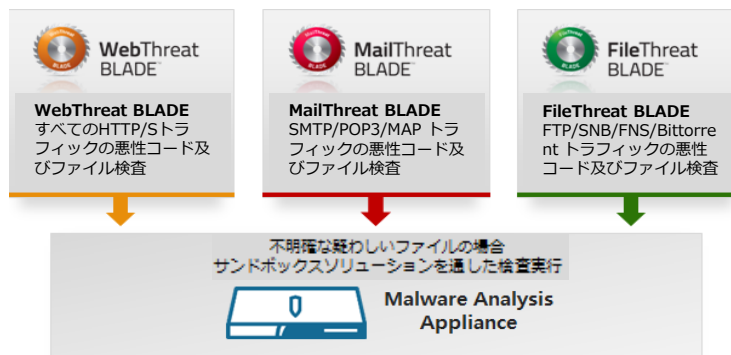 WebThreat
BLADE™
WebThreat BLADE
すべてのHTTP/Sトラ
フィックの悪性コード及
びファイル検査
MailThreat
BLADE™
MailThreat BLADE
SMTP/POP3/MAP トラ
フィックの悪性コード及
びファイル検査
FileThreat
BLADE™
FileThreat BLADE
FTP/SNB/FNS/Bittorre
nt トラフィックの悪性
コード及びファイル検査
不明確な疑わしいファイルの場合
サンドボックスソリューションを通した検査実行
Malware Analysis
Appliance